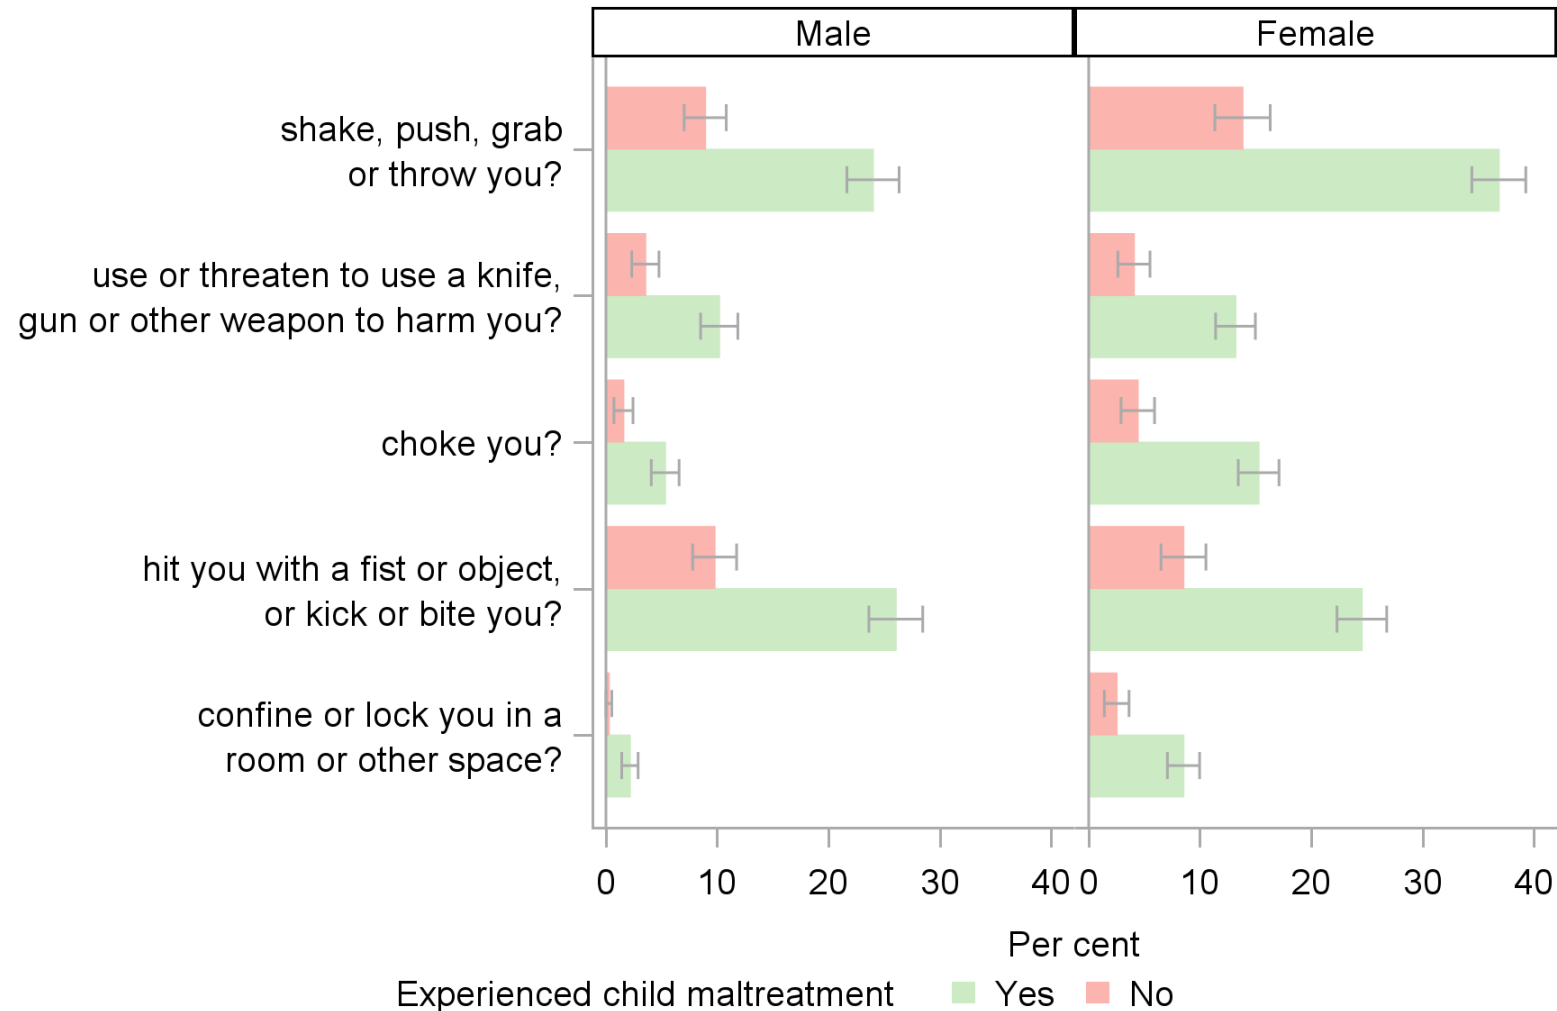 Male
Female
shake, push, grab
or throw you?
use or threaten to use a knife,
gun or other weapon to harm you?
choke you?
hit you with a fist or object,
or kick or bite you?
confine or lock you in a
room or other space?
0 10 20 30 40 0 10 20 30 40
Per cent
Experienced child maltreatment Yes No